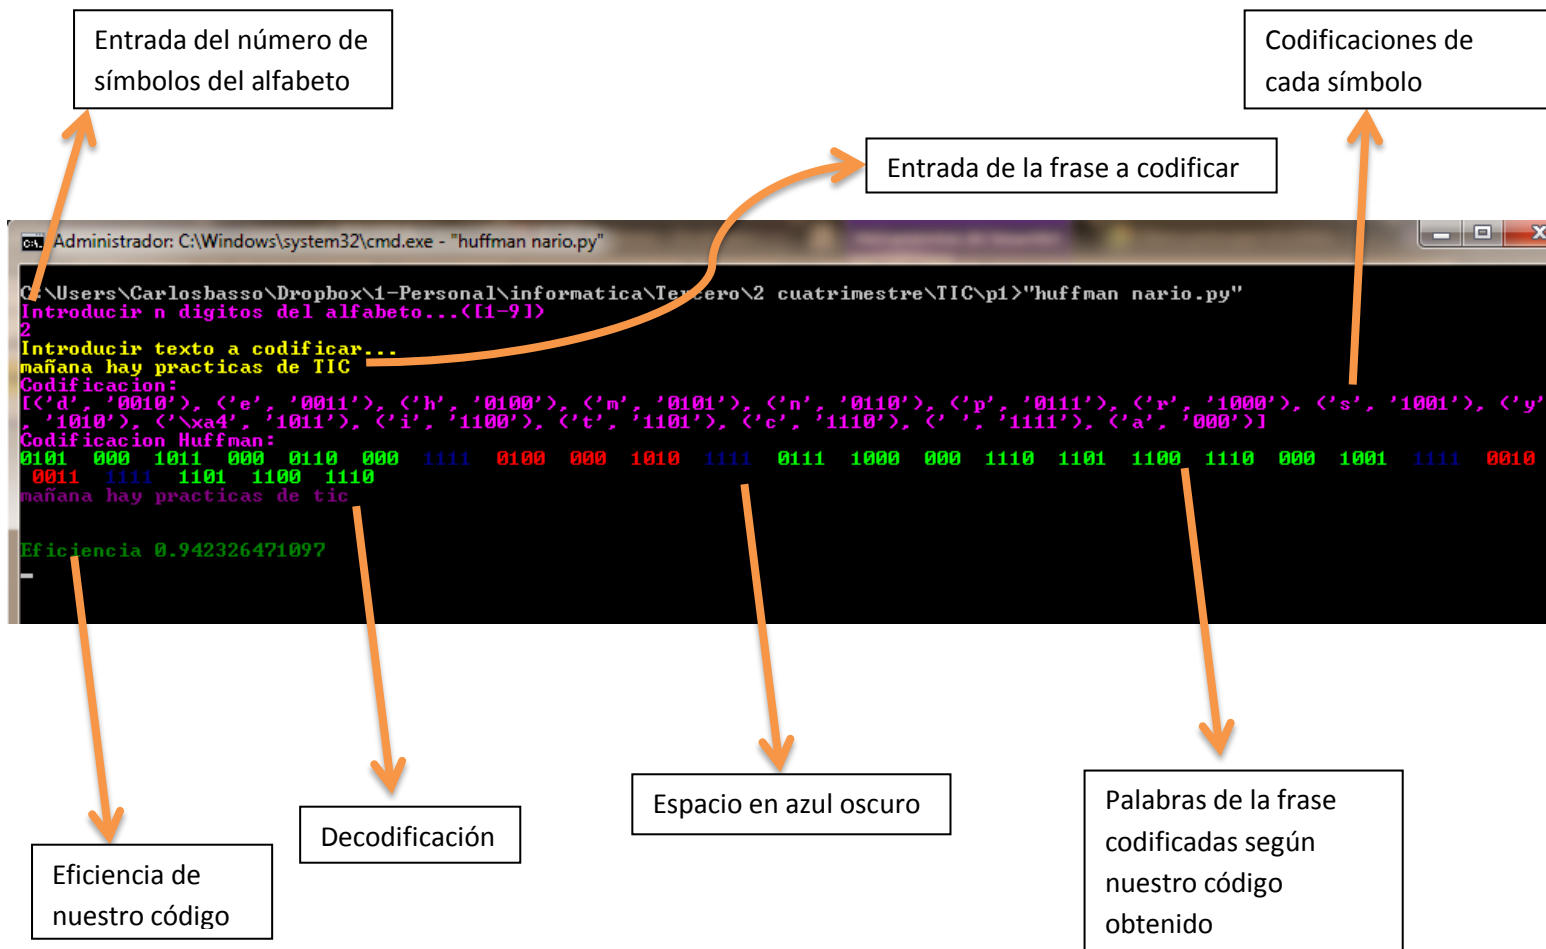 Entrada del número de
símbolos del alfabeto
Codificaciones de
cada símbolo
Entrada de la frase a codificar
Administrador: C:\Windows\system32\cmd.exe - "huffman nario.py"
C:\Users\Carlosbasso\Dropbox\1-Personal\informatica\Tercero\2 cuatrimestre\TIC\p1>"huffman nario.py"
Introducir n digitos del alfabeto...([1-9])
2
Introducir texto a codificar...
mañana hay practicas de TIC
Codificacion:
[('d', '0010'), ('e', '0011'), ('h', '0100'), ('m', '0101'), ('n', '0110'), ('p', '0111'), ('r', '1000'), ('s', '1001'), ('y'
, '1010'), ('\xa4', '1011'), ('i', '1100'), ('t', '1101'), ('c', '1110'), (' ', '1111'), ('a', '000')]
Codificacion Huffman:
0101 000 1011 000 0110 000 1111 0100 000 1010 1111 0111 1000 000 1110 1101 1100 1110 000 1001 1111 0010
0011 1111 1101 1100 1110
mañana hay practicas de tic
Eficiencia 0.942326471097
Espacio en azul oscuro
Palabras de la frase
codificadas según
nuestro código
obtenido
Decodificación
Eficiencia de
nuestro código